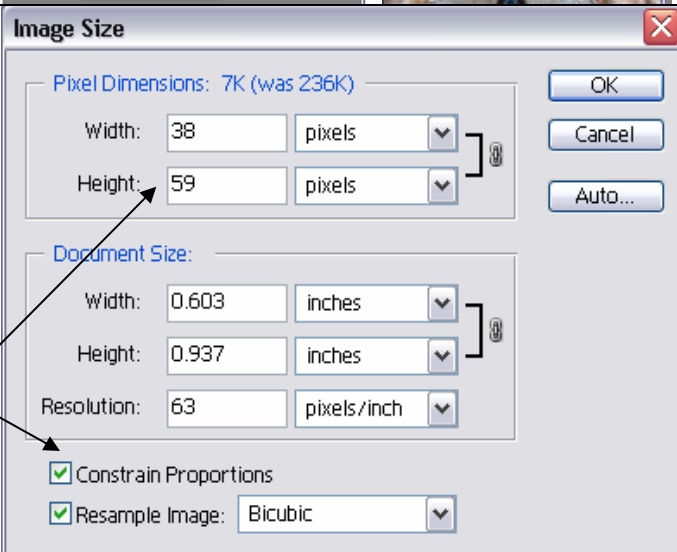 Image Size
Pixel Dimensions: 7K (was 236K)
Width: 38 pixels
Height: 59 pixels
Document Size:
Width: 0.603 inches
Height: 0.937 inches
Resolution: 63 pixels/inch
Constrain Proportions
Resample Image: Bicubic
OK
Cancel
Auto...